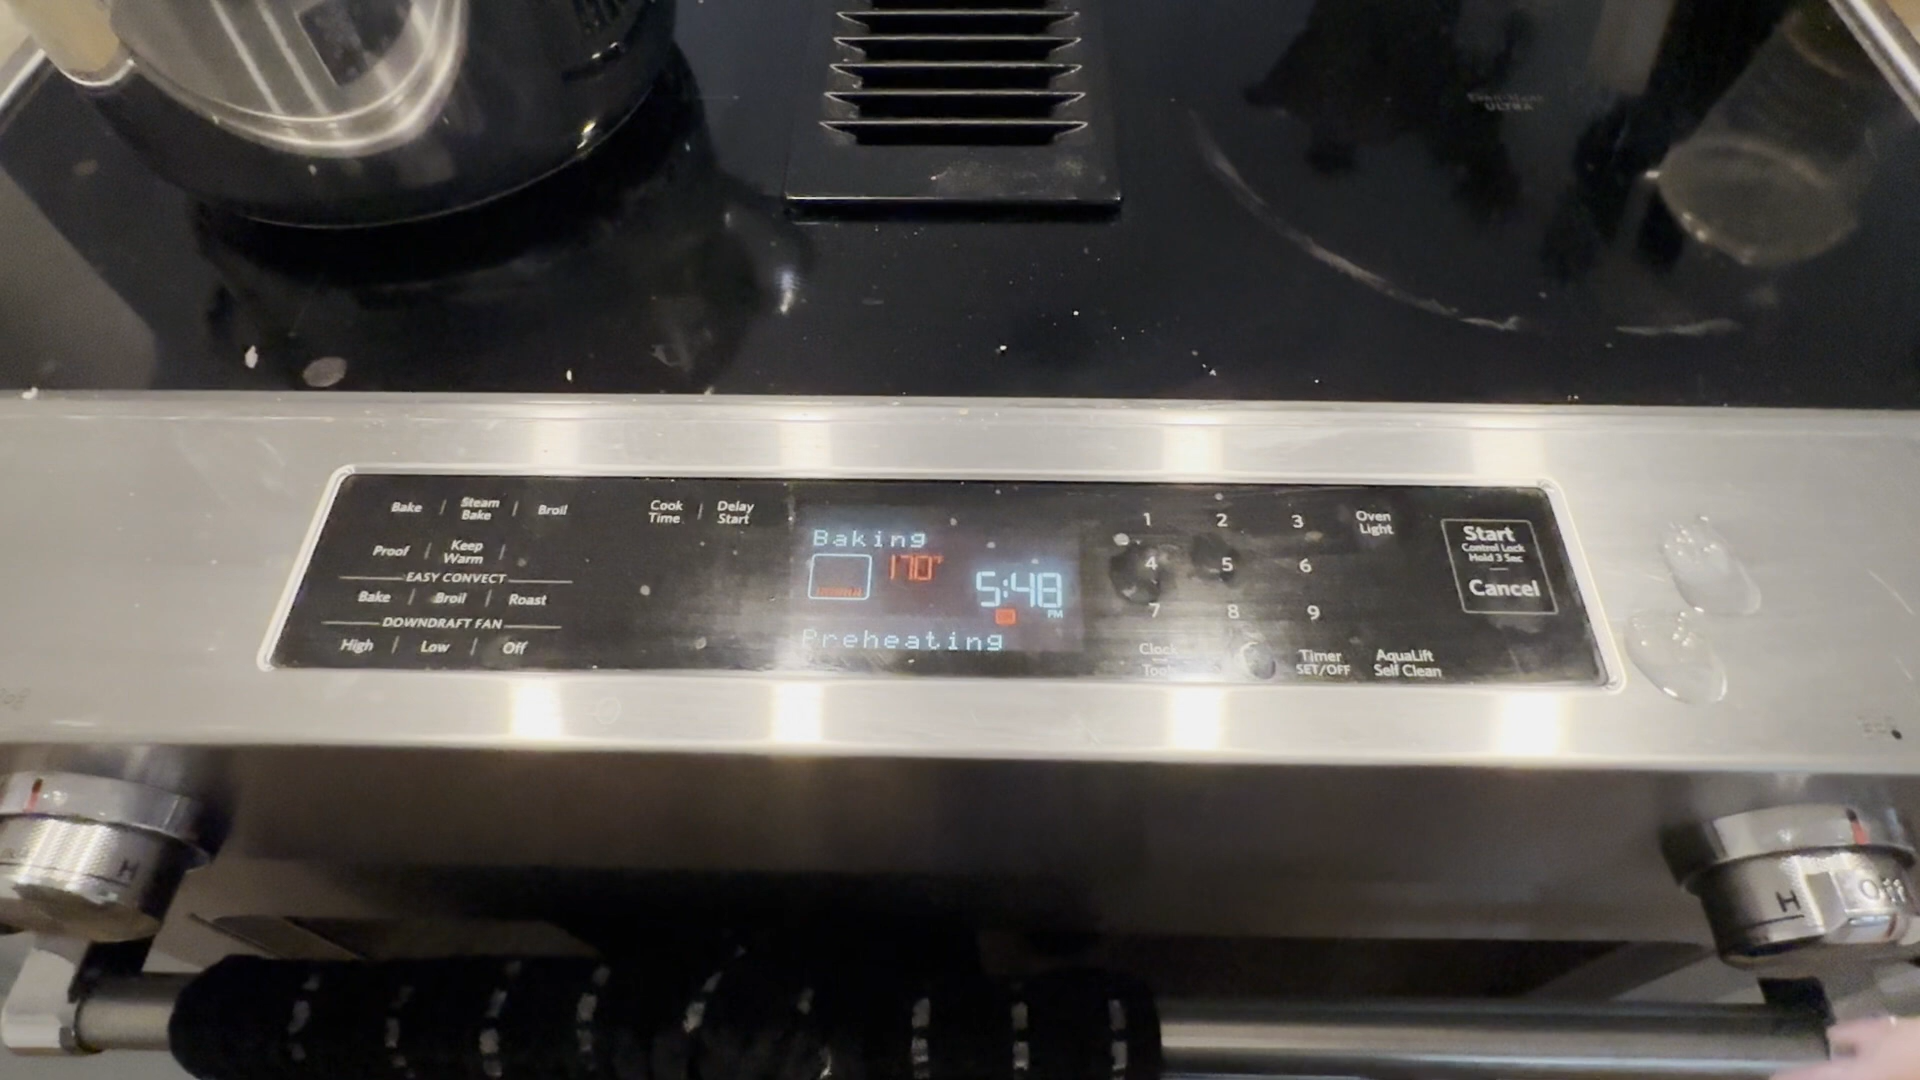 ULTRA
Bake | Steam Bake | Broil
Cook Time | Delay Start
Proof | Keep Warm |
EASY CONVECT
Bake | Broil | Roast
DOWNDRAFT FAN
High | Low | Off
Baking
170°
5:48 PM
Preheating
1 2 3
4 5 6
7 8 9
Oven Light
Clock
Tools
Timer SET/OFF
AquaLift Self Clean
Start
Control Lock
Hold 3 Sec
Cancel
H
H Off